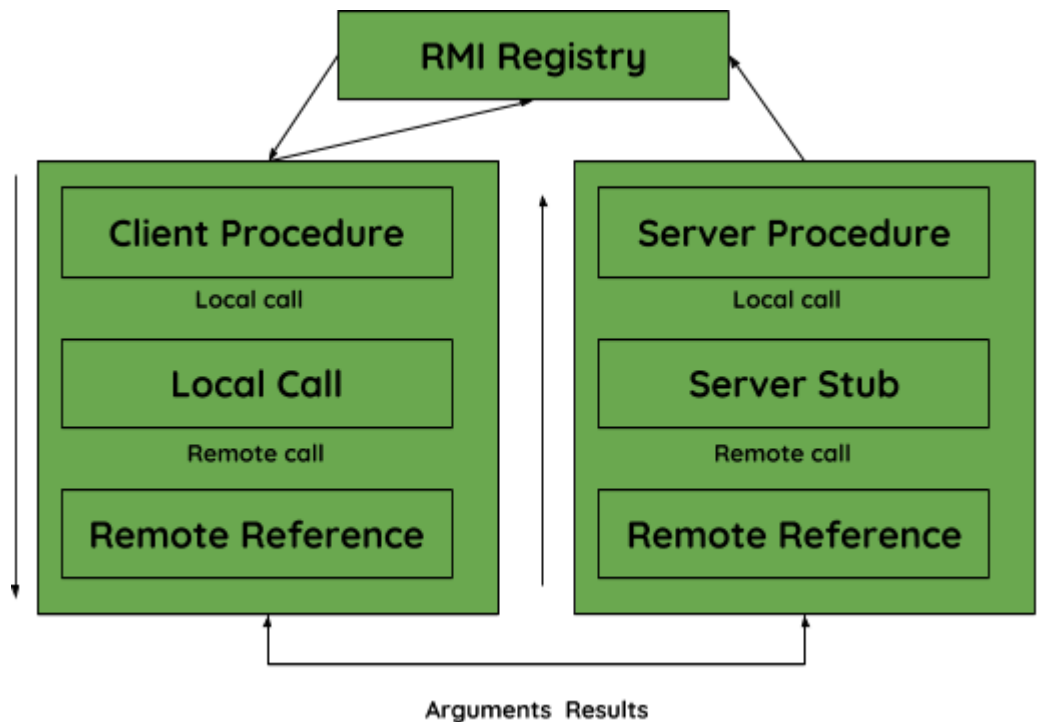 RMI Registry
Client Procedure
Local call
Local Call
Remote call
Remote Reference
Server Procedure
Local call
Server Stub
Remote call
Remote Reference
Arguments Results